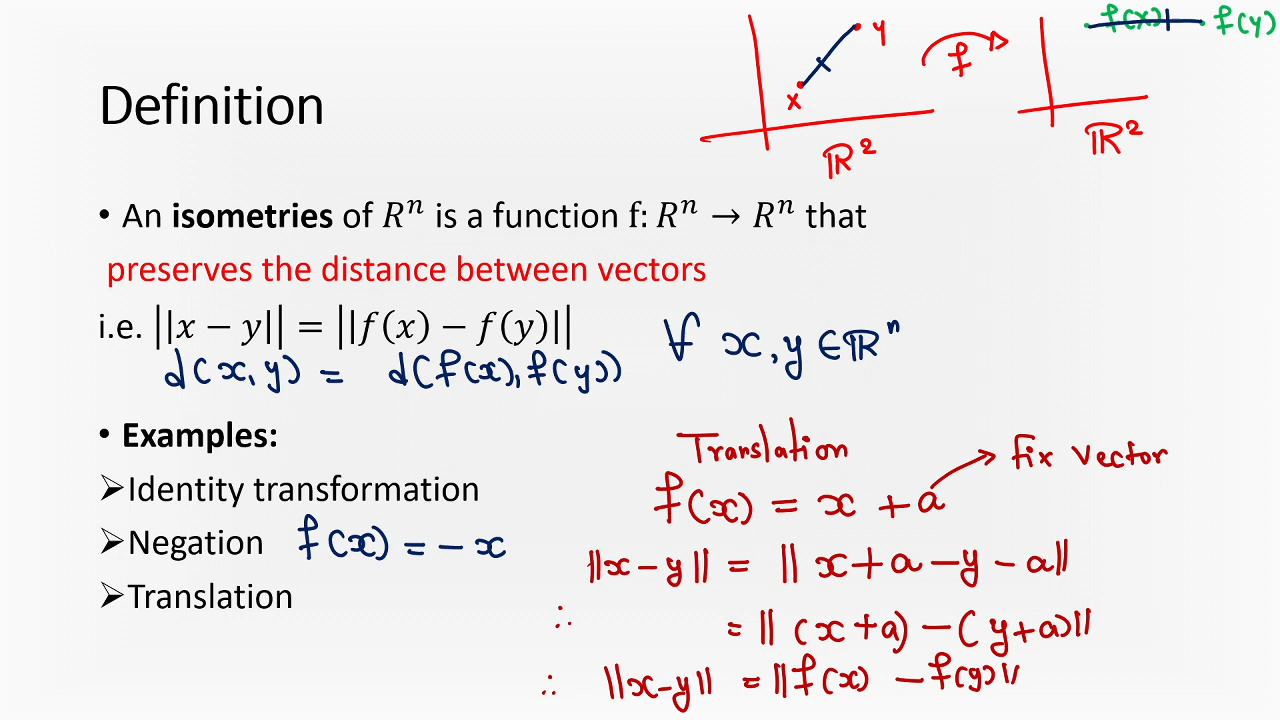 f(x) f(y)
y
f
x
ℝ² ℝ²
Definition
• An isometries of Rⁿ is a function f: Rⁿ → Rⁿ that
preserves the distance between vectors
i.e. ||x − y|| = ||f(x) − f(y)|| ∀ x, y ∈ ℝⁿ
d(x, y) = d(f(x), f(y))
• Examples:
Translation → fix vector
➢Identity transformation
f(x) = x + a
➢Negation f(x) = − x
||x − y|| = || x + a − y − a||
➢Translation
∴ = || (x + a) − (y + a)||
∴ ||x − y|| = ||f(x) − f(y)||